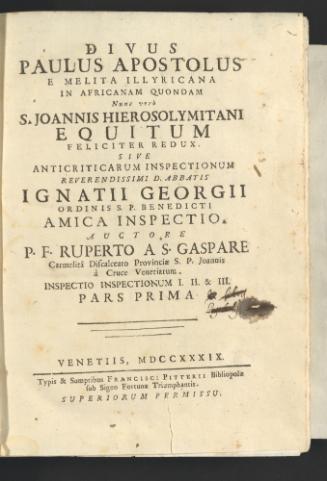 DIVUS
PAULUS APOSTOLUS
E MELITA ILLYRICANA
IN AFRICANAM QUONDAM
Nunc verò
S. JOANNIS HIEROSOLYMITANI
EQUITUM
FELICITER REDUX.
SIVE
ANTICRITICARUM INSPECTIONUM
REVERENDISSIMI D. ABBATIS
IGNATII GEORGII
ORDINIS S. P. BENEDICTI
AMICA INSPECTIO.
AUCTORE
P. F. RUPERTO A S. GASPARE
Carmelitâ Discalceato Provinciæ S. P. Joannis
à Cruce Venetiarum.
INSPECTIO INSPECTIONUM I. II. & III.
PARS PRIMA
VENETIIS, MDCCXXXIX.
Typis & Sumptibus FRANCISCI PITTERII Bibliopolæ
sub Signo Fortunæ Triumphantis.
SUPERIORUM PERMISSU.